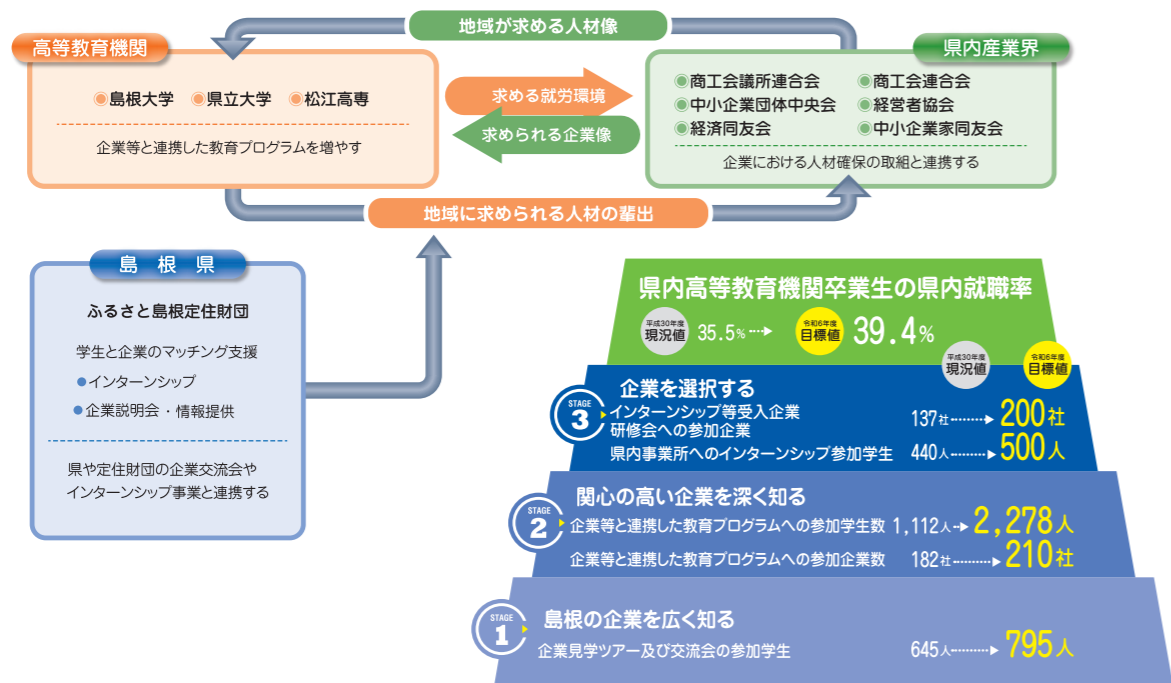 地域が求める人材像
高等教育機関
●島根大学 ●県立大学 ●松江高専
企業等と連携した教育プログラムを増やす
求める就労環境
求められる企業像
県内産業界
●商工会議所連合会 ●商工会連合会
●中小企業団体中央会 ●経営者協会
●経済同友会 ●中小企業家同友会
企業における人材確保の取組と連携する
地域に求められる人材の輩出
島根県
ふるさと島根定住財団
学生と企業のマッチング支援
●インターンシップ
●企業説明会・情報提供
県や定住財団の企業交流会や
インターンシップ事業と連携する
県内高等教育機関卒業生の県内就職率
平成30年度
現況値
35.5%
令和6年度
目標値
39.4%
平成30年度
現況値
令和6年度
目標値
STAGE
3
企業を選択する
インターンシップ等受入企業
研修会への参加企業
137社 200社
県内事業所へのインターンシップ参加学生 440人 500人
STAGE
2
関心の高い企業を深く知る
企業等と連携した教育プログラムへの参加学生数 1,112人 2,278人
企業等と連携した教育プログラムへの参加企業数 182社 210社
STAGE
1
島根の企業を広く知る
企業見学ツアー及び交流会の参加学生 645人 795人